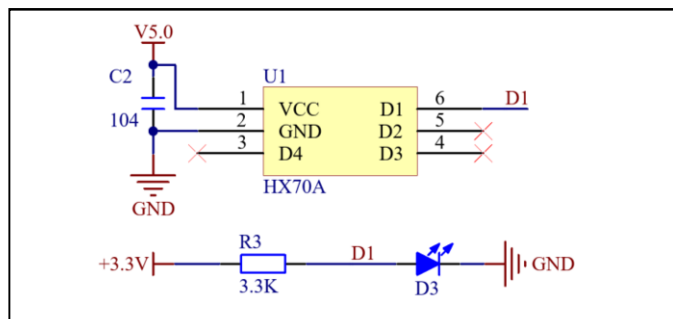 V5.0
C2
104
GND
U1
1 VCC D1 6 D1
2 GND D2 5
3 D4 D3 4
HX70A
+3.3V R3 3.3K D1 D3 GND